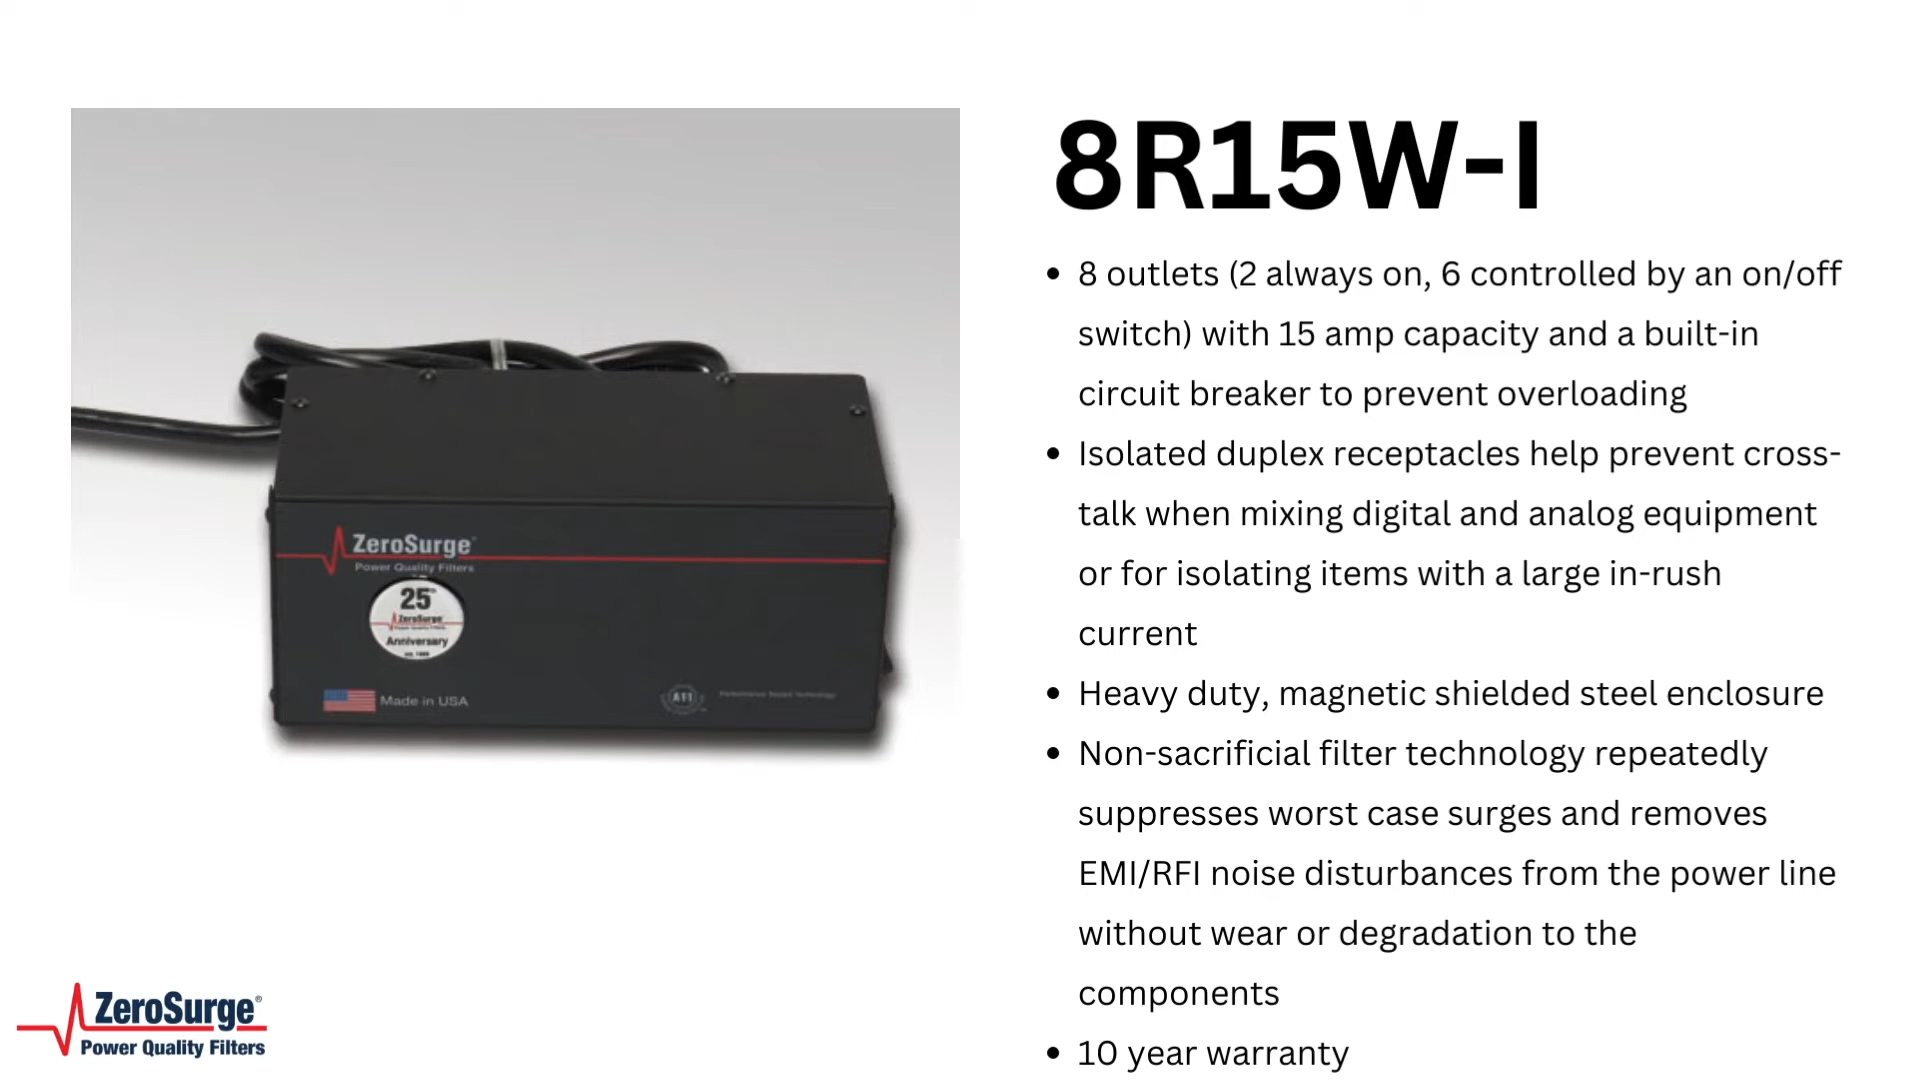 8R15W-I
8 outlets (2 always on, 6 controlled by an on/off
switch) with 15 amp capacity and a built-in
circuit breaker to prevent overloading
Isolated duplex receptacles help prevent cross-
talk when mixing digital and analog equipment
or for isolating items with a large in-rush
current
Heavy duty, magnetic shielded steel enclosure
Non-sacrificial filter technology repeatedly
suppresses worst case surges and removes
EMI/RFI noise disturbances from the power line
without wear or degradation to the
components
10 year warranty
ZeroSurge
Power Quality Filters
25th
ZeroSurge
Anniversary
Made in USA
A11
ZeroSurge®
Power Quality Filters